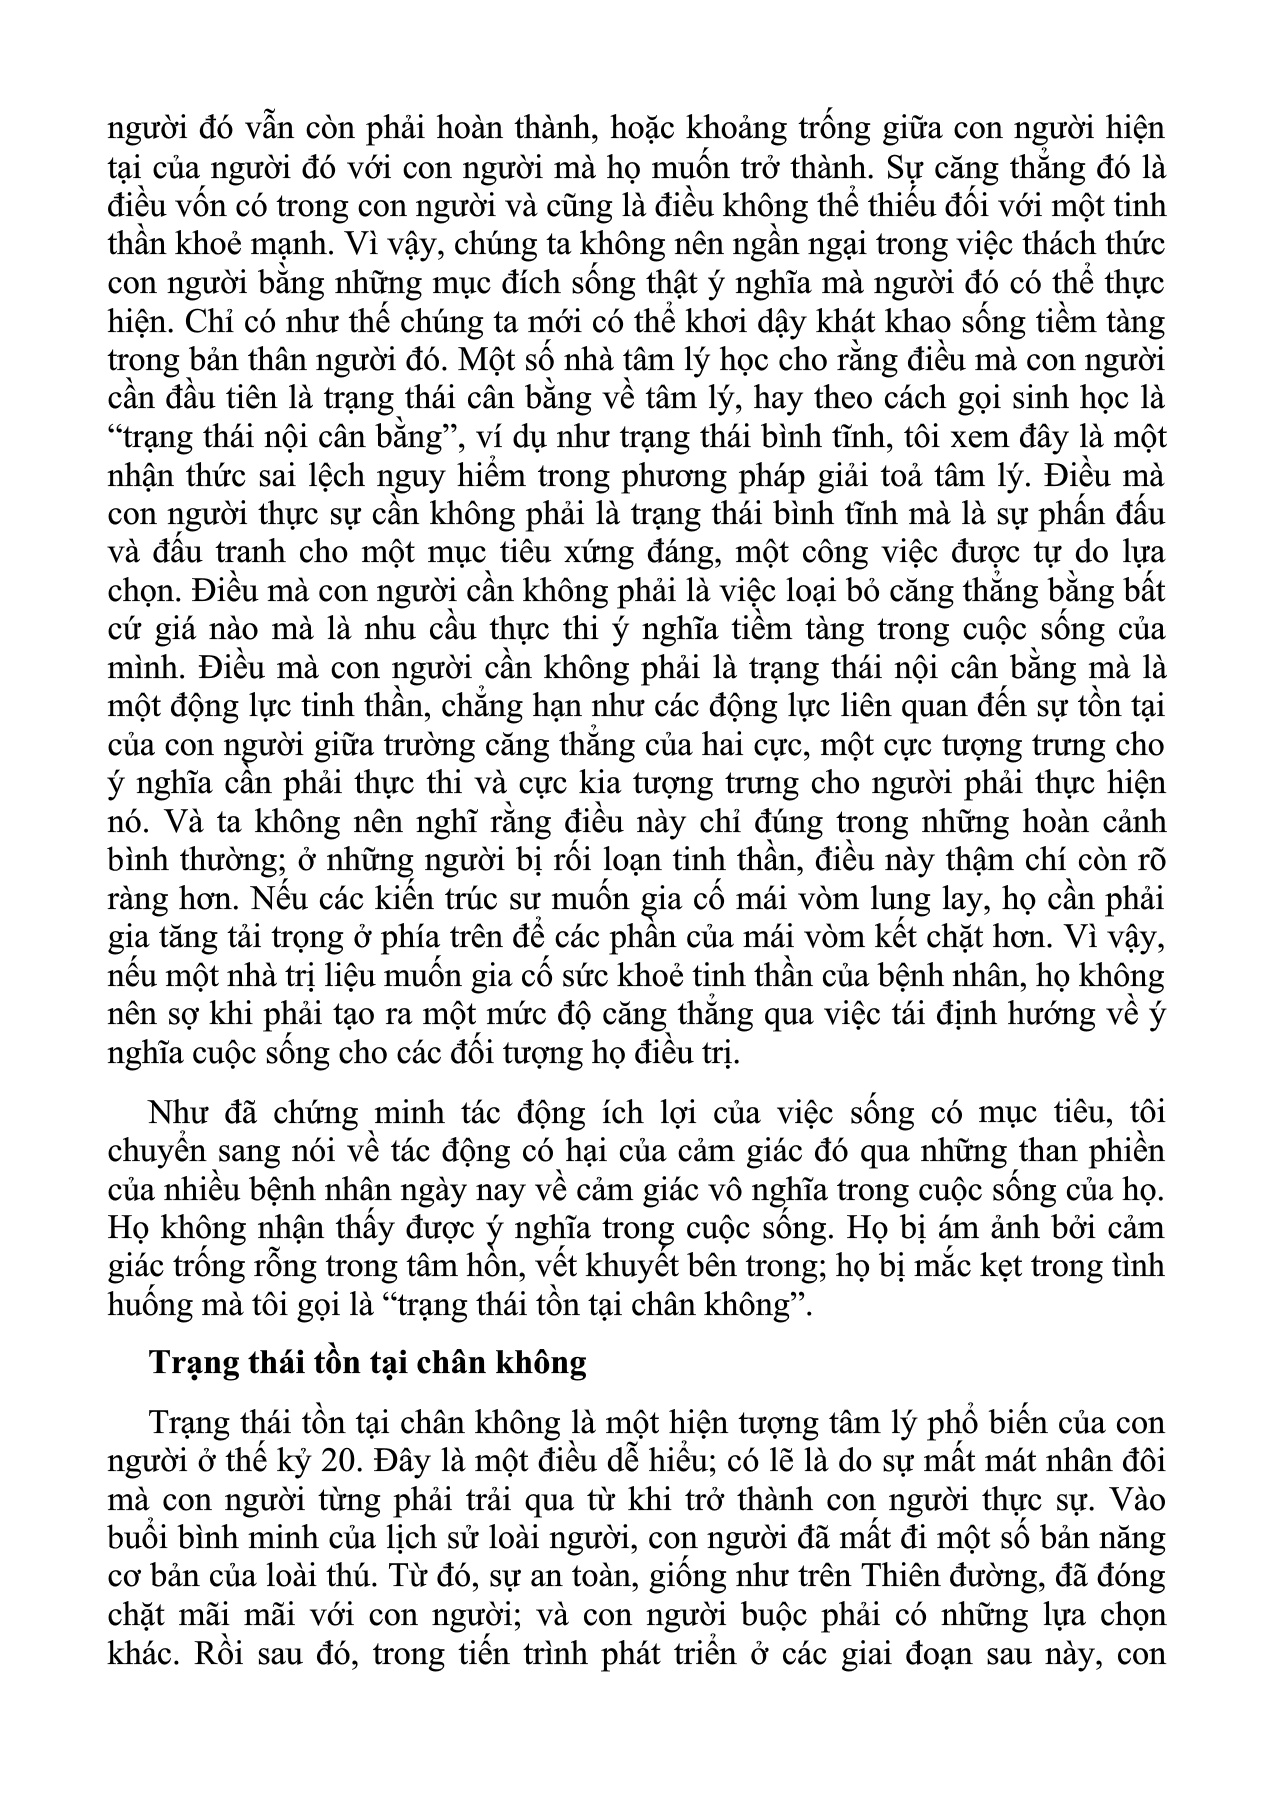 người đó vẫn còn phải hoàn thành, hoặc khoảng trống giữa con người hiện
tại của người đó với con người mà họ muốn trở thành. Sự căng thẳng đó là
điều vốn có trong con người và cũng là điều không thể thiếu đối với một tinh
thần khoẻ mạnh. Vì vậy, chúng ta không nên ngần ngại trong việc thách thức
con người bằng những mục đích sống thật ý nghĩa mà người đó có thể thực
hiện. Chỉ có như thế chúng ta mới có thể khơi dậy khát khao sống tiềm tàng
trong bản thân người đó. Một số nhà tâm lý học cho rằng điều mà con người
cần đầu tiên là trạng thái cân bằng về tâm lý, hay theo cách gọi sinh học là
“trạng thái nội cân bằng”, ví dụ như trạng thái bình tĩnh, tôi xem đây là một
nhận thức sai lệch nguy hiểm trong phương pháp giải toả tâm lý. Điều mà
con người thực sự cần không phải là trạng thái bình tĩnh mà là sự phấn đấu
và đấu tranh cho một mục tiêu xứng đáng, một công việc được tự do lựa
chọn. Điều mà con người cần không phải là việc loại bỏ căng thẳng bằng bất
cứ giá nào mà là nhu cầu thực thi ý nghĩa tiềm tàng trong cuộc sống của
mình. Điều mà con người cần không phải là trạng thái nội cân bằng mà là
một động lực tinh thần, chẳng hạn như các động lực liên quan đến sự tồn tại
của con người giữa trường căng thẳng của hai cực, một cực tượng trưng cho
ý nghĩa cần phải thực thi và cực kia tượng trưng cho người phải thực hiện
nó. Và ta không nên nghĩ rằng điều này chỉ đúng trong những hoàn cảnh
bình thường; ở những người bị rối loạn tinh thần, điều này thậm chí còn rõ
ràng hơn. Nếu các kiến trúc sư muốn gia cố mái vòm lung lay, họ cần phải
gia tăng tải trọng ở phía trên để các phần của mái vòm kết chặt hơn. Vì vậy,
nếu một nhà trị liệu muốn gia cố sức khoẻ tinh thần của bệnh nhân, họ không
nên sợ khi phải tạo ra một mức độ căng thẳng qua việc tái định hướng về ý
nghĩa cuộc sống cho các đối tượng họ điều trị.
Như đã chứng minh tác động ích lợi của việc sống có mục tiêu, tôi
chuyển sang nói về tác động có hại của cảm giác đó qua những than phiền
của nhiều bệnh nhân ngày nay về cảm giác vô nghĩa trong cuộc sống của họ.
Họ không nhận thấy được ý nghĩa trong cuộc sống. Họ bị ám ảnh bởi cảm
giác trống rỗng trong tâm hồn, vết khuyết bên trong; họ bị mắc kẹt trong tình
huống mà tôi gọi là “trạng thái tồn tại chân không”.
Trạng thái tồn tại chân không
Trạng thái tồn tại chân không là một hiện tượng tâm lý phổ biến của con
người ở thế kỷ 20. Đây là một điều dễ hiểu; có lẽ là do sự mất mát nhân đôi
mà con người từng phải trải qua từ khi trở thành con người thực sự. Vào
buổi bình minh của lịch sử loài người, con người đã mất đi một số bản năng
cơ bản của loài thú. Từ đó, sự an toàn, giống như trên Thiên đường, đã đóng
chặt mãi mãi với con người; và con người buộc phải có những lựa chọn
khác. Rồi sau đó, trong tiến trình phát triển ở các giai đoạn sau này, con